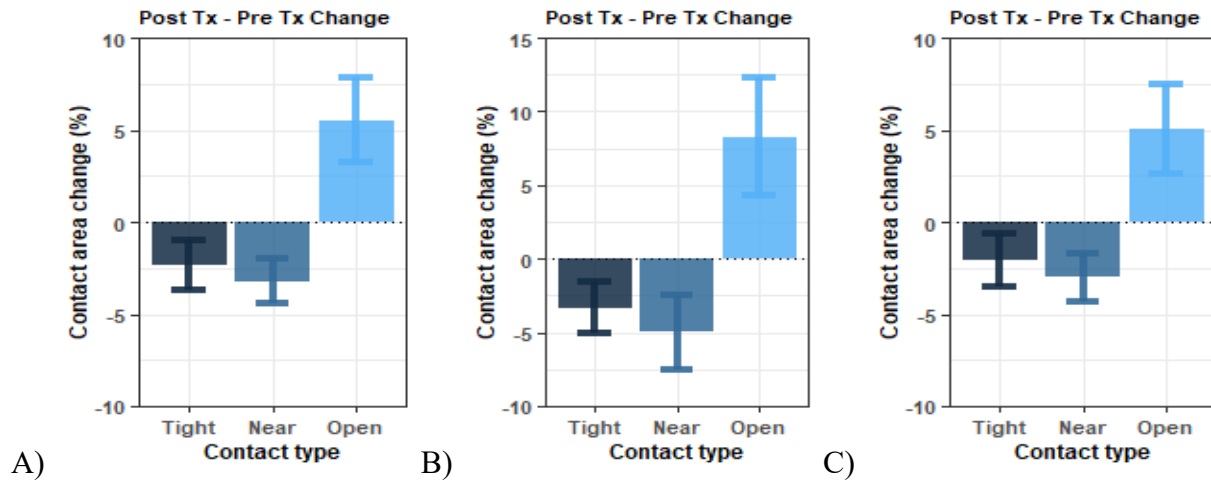 A)
Post Tx - Pre Tx Change
Contact area change (%)
10
5
0
-5
-10
Tight Near Open
Contact type
B)
Post Tx - Pre Tx Change
Contact area change (%)
15
10
5
0
-5
-10
Tight Near Open
Contact type
C)
Post Tx - Pre Tx Change
Contact area change (%)
10
5
0
-5
-10
Tight Near Open
Contact type